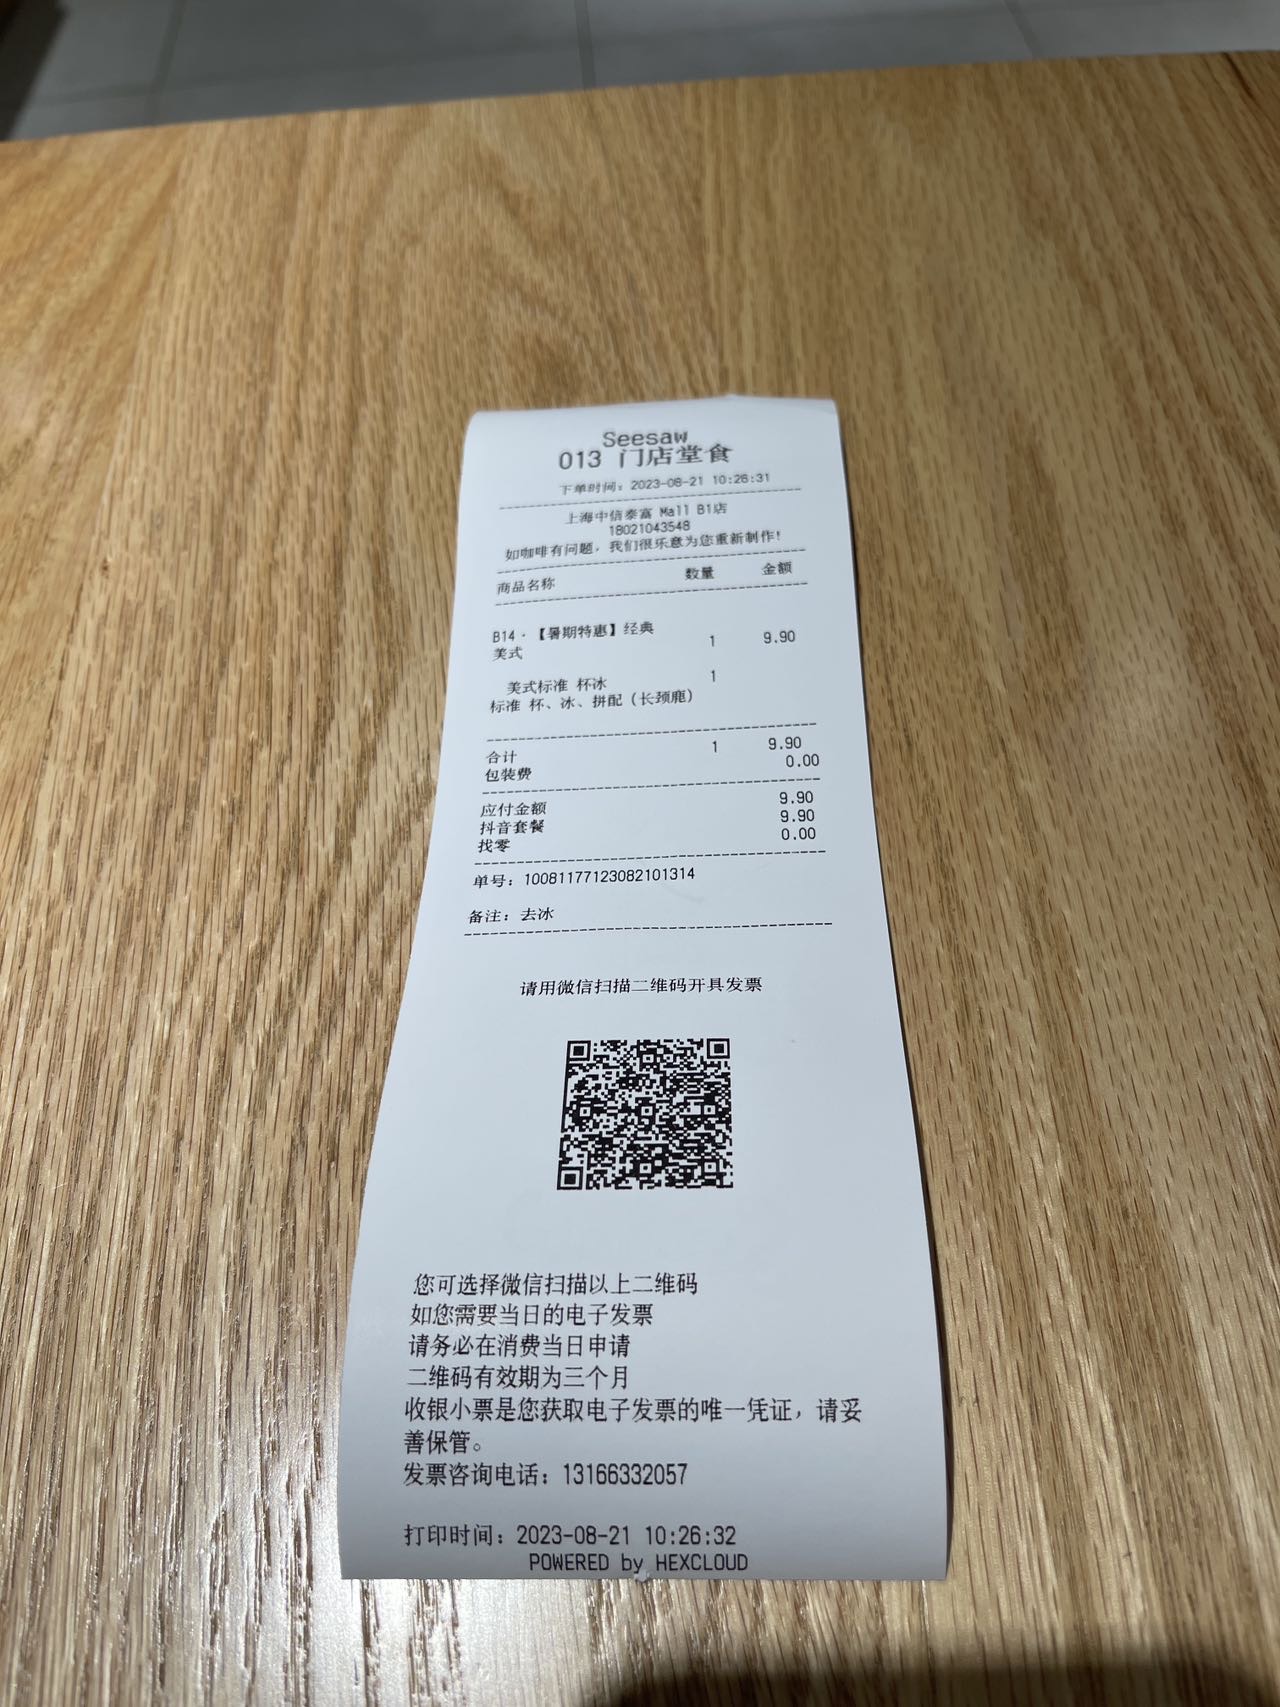 Seesaw
013 门店堂食
下单时间：2023-08-21 10:26:31
上海中信泰富 Mall B1店
18021043548
如咖啡有问题，我们很乐意为您重新制作！
商品名称 数量 金额
B14·【暑期特惠】经典
美式 1 9.90
美式标准 杯冰 1
标准 杯、冰、拼配（长颈鹿）
合计 1 9.90
包装费 0.00
应付金额 9.90
抖音套餐 9.90
找零 0.00
单号：10081177123082101314
备注：去冰
请用微信扫描二维码开具发票
您可选择微信扫描以上二维码
如您需要当日的电子发票
请务必在消费当日申请
二维码有效期为三个月
收银小票是您获取电子发票的唯一凭证，请妥
善保管。
发票咨询电话：13166332057
打印时间：2023-08-21 10:26:32
POWERED by HEXCLOUD